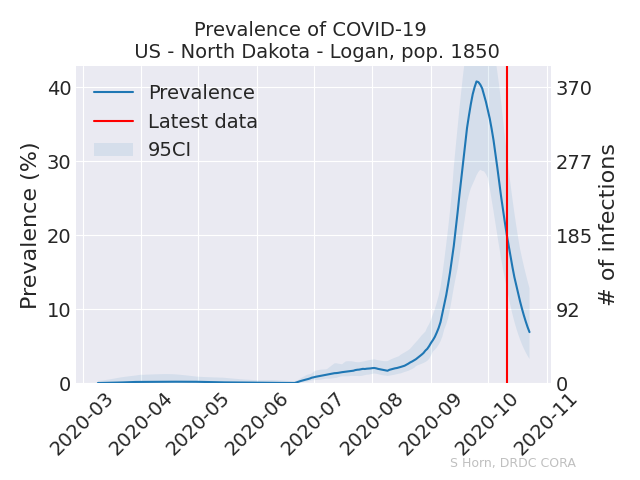 Prevalence of COVID-19
US - North Dakota - Logan, pop. 1850
Prevalence
Latest data
95CI
Prevalence (%)
40
30
20
10
0
370
277
185
92
0
# of infections
2020-03
2020-04
2020-05
2020-06
2020-07
2020-08
2020-09
2020-10
2020-11
S Horn, DRDC CORA